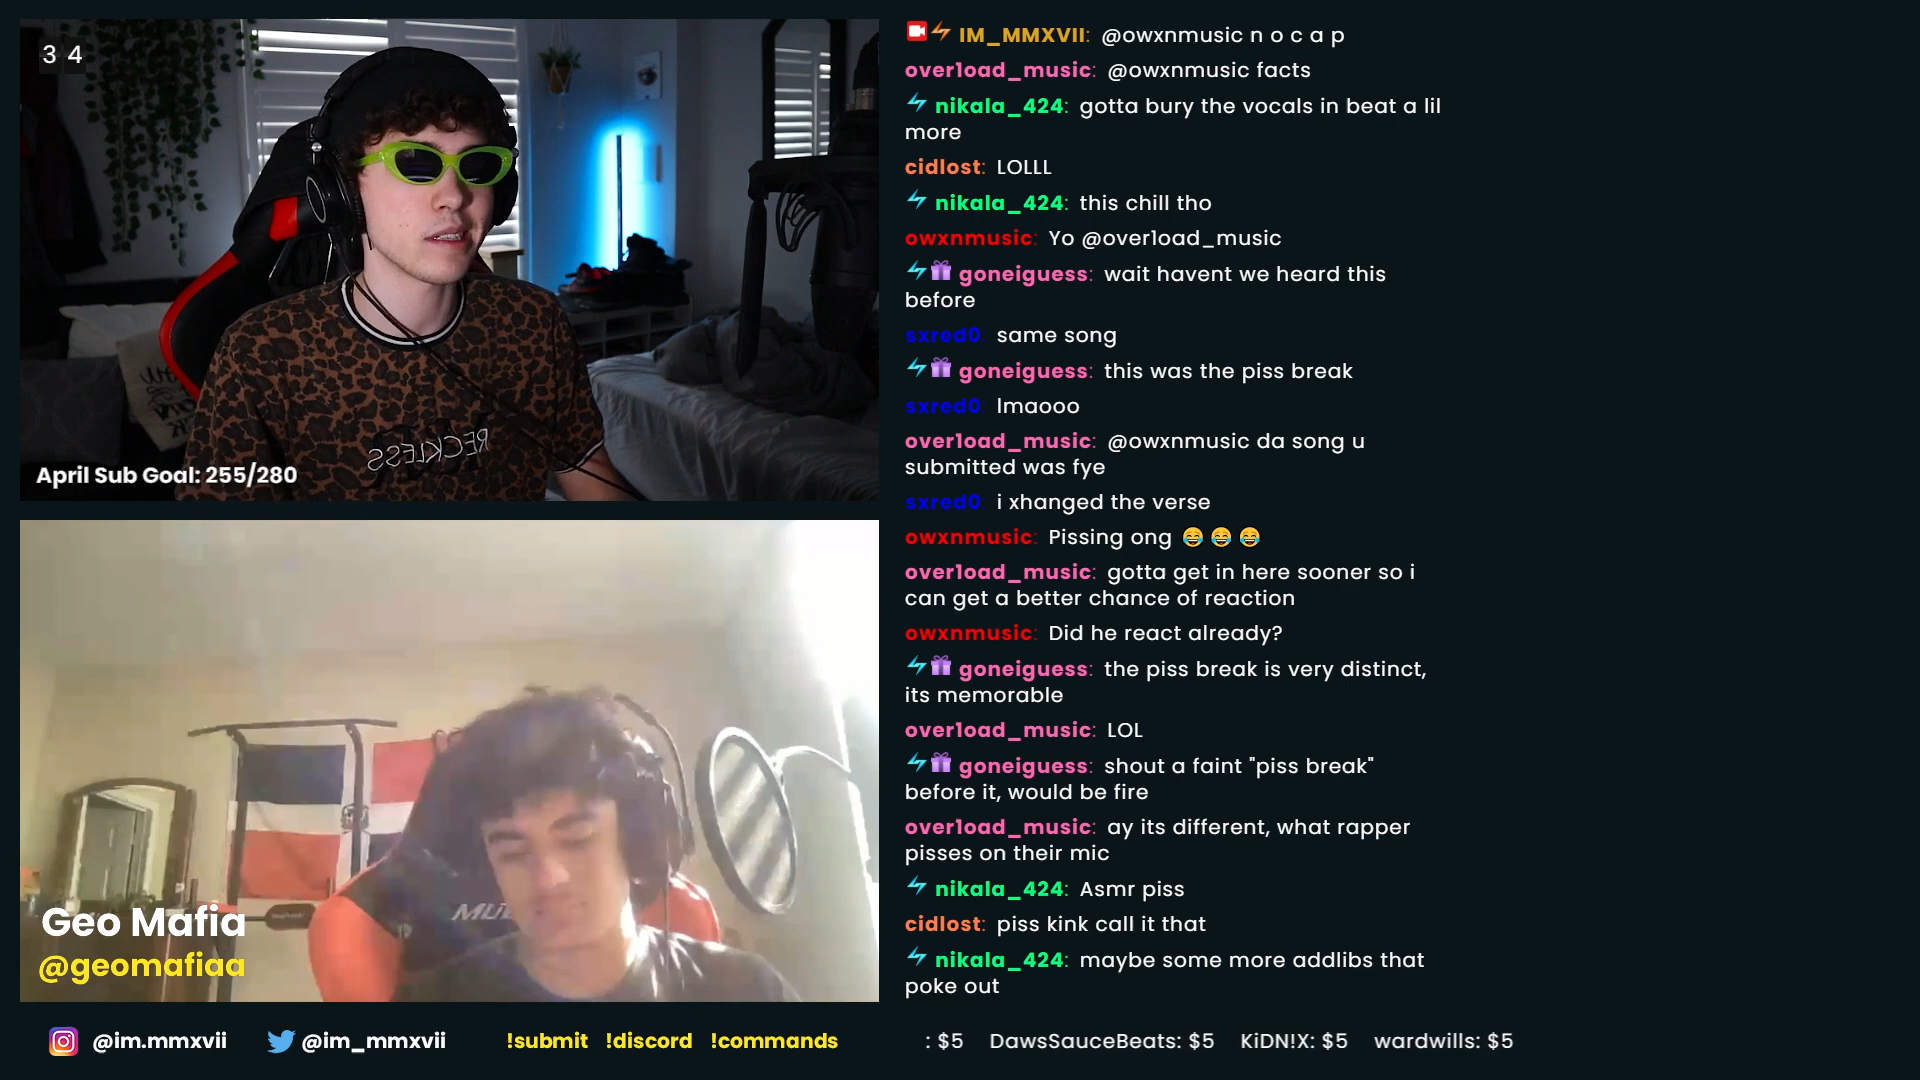 3 4
RECKLESS
April Sub Goal: 255/280
Geo Mafia
@geomafiaa
@im.mmxvii
@im_mmxvii
!submit !discord !commands
IM_MMXVII: @owxnmusic n o c a p
over1oad_music: @owxnmusic facts
nikala_424: gotta bury the vocals in beat a lil
more
cidlost: LOLLL
nikala_424: this chill tho
owxnmusic: Yo @over1oad_music
goneiguess: wait havent we heard this
before
sxred0: same song
goneiguess: this was the piss break
sxred0: lmaooo
over1oad_music: @owxnmusic da song u
submitted was fye
sxred0: i xhanged the verse
owxnmusic: Pissing ong 😂 😂 😂
over1oad_music: gotta get in here sooner so i
can get a better chance of reaction
owxnmusic: Did he react already?
goneiguess: the piss break is very distinct,
its memorable
over1oad_music: LOL
goneiguess: shout a faint "piss break"
before it, would be fire
over1oad_music: ay its different, what rapper
pisses on their mic
nikala_424: Asmr piss
cidlost: piss kink call it that
nikala_424: maybe some more addlibs that
poke out
: $5 DawsSauceBeats: $5 KiDN!X: $5 wardwills: $5